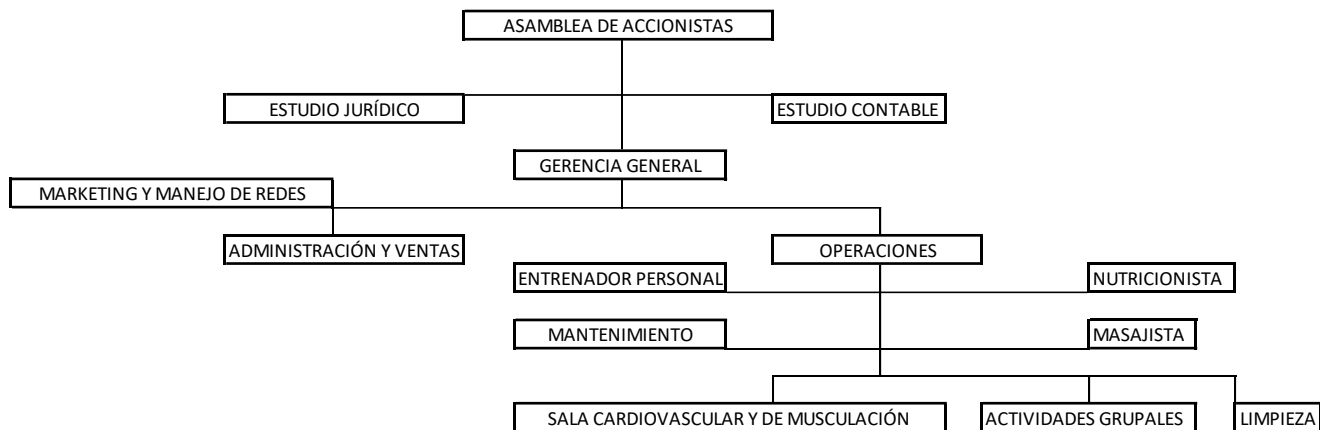 ASAMBLEA DE ACCIONISTAS
ESTUDIO JURÍDICO
ESTUDIO CONTABLE
GERENCIA GENERAL
MARKETING Y MANEJO DE REDES
ADMINISTRACIÓN Y VENTAS
OPERACIONES
ENTRENADOR PERSONAL
NUTRICIONISTA
MANTENIMIENTO
MASAJISTA
SALA CARDIOVASCULAR Y DE MUSCULACIÓN
ACTIVIDADES GRUPALES
LIMPIEZA